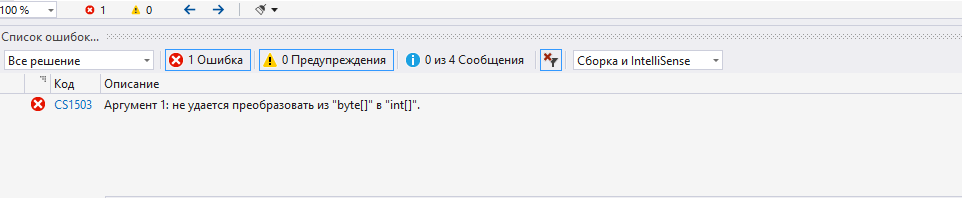 100 %
1
0
Список ошибок...
Все решение
1 Ошибка
0 Предупреждения
0 из 4 Сообщения
Сборка и IntelliSense
Код
Описание
CS1503
Аргумент 1: не удается преобразовать из "byte[]" в "int[]".